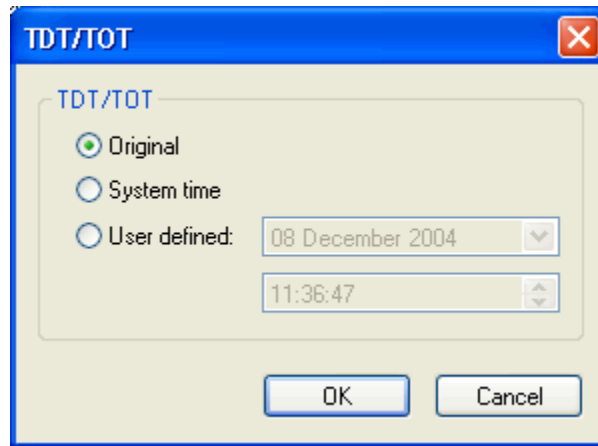 TDT/TOT
TDT/TOT
Original
System time
User defined: 08 December 2004
11:36:47
OK Cancel